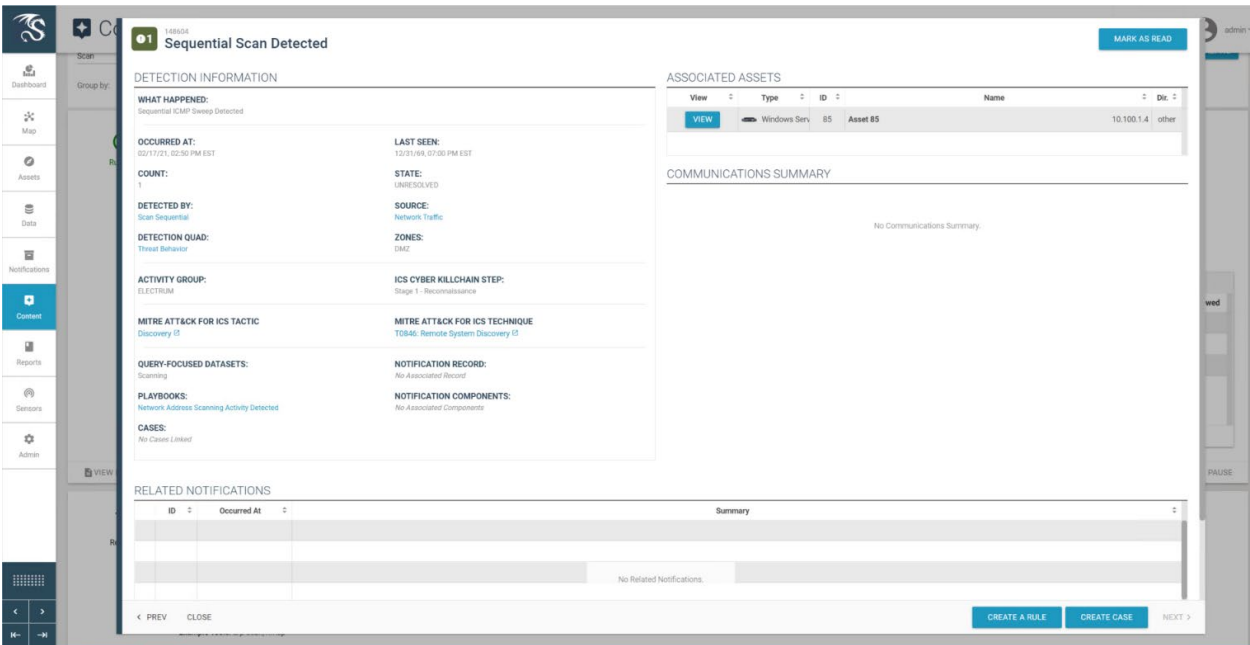 Dashboard
Map
Assets
Data
Notifications
Content
Reports
Sensors
Admin
Co
Scan
Group by:
Ru
VIEW
admin
wed
PAUSE
1
148604
Sequential Scan Detected
MARK AS READ
DETECTION INFORMATION
WHAT HAPPENED:
Sequential ICMP Sweep Detected
OCCURRED AT: LAST SEEN:
02/17/21, 02:50 PM EST 12/31/69, 07:00 PM EST
COUNT: STATE:
1 UNRESOLVED
DETECTED BY: SOURCE:
Scan Sequential Network Traffic
DETECTION QUAD: ZONES:
Threat Behavior DMZ
ACTIVITY GROUP: ICS CYBER KILLCHAIN STEP:
ELECTRUM Stage 1 - Reconnaissance
MITRE ATT&CK FOR ICS TACTIC MITRE ATT&CK FOR ICS TECHNIQUE
Discovery T0846: Remote System Discovery
QUERY-FOCUSED DATASETS: NOTIFICATION RECORD:
Scanning No Associated Record
PLAYBOOKS: NOTIFICATION COMPONENTS:
Network Address Scanning Activity Detected No Associated Components
CASES:
No Cases Linked
ASSOCIATED ASSETS
View Type ID Name Dir.
VIEW Windows Serv 85 Asset 85 10.100.1.4 other
COMMUNICATIONS SUMMARY
No Communications Summary.
RELATED NOTIFICATIONS
ID Occurred At Summary
No Related Notifications.
< PREV CLOSE CREATE A RULE CREATE CASE NEXT >